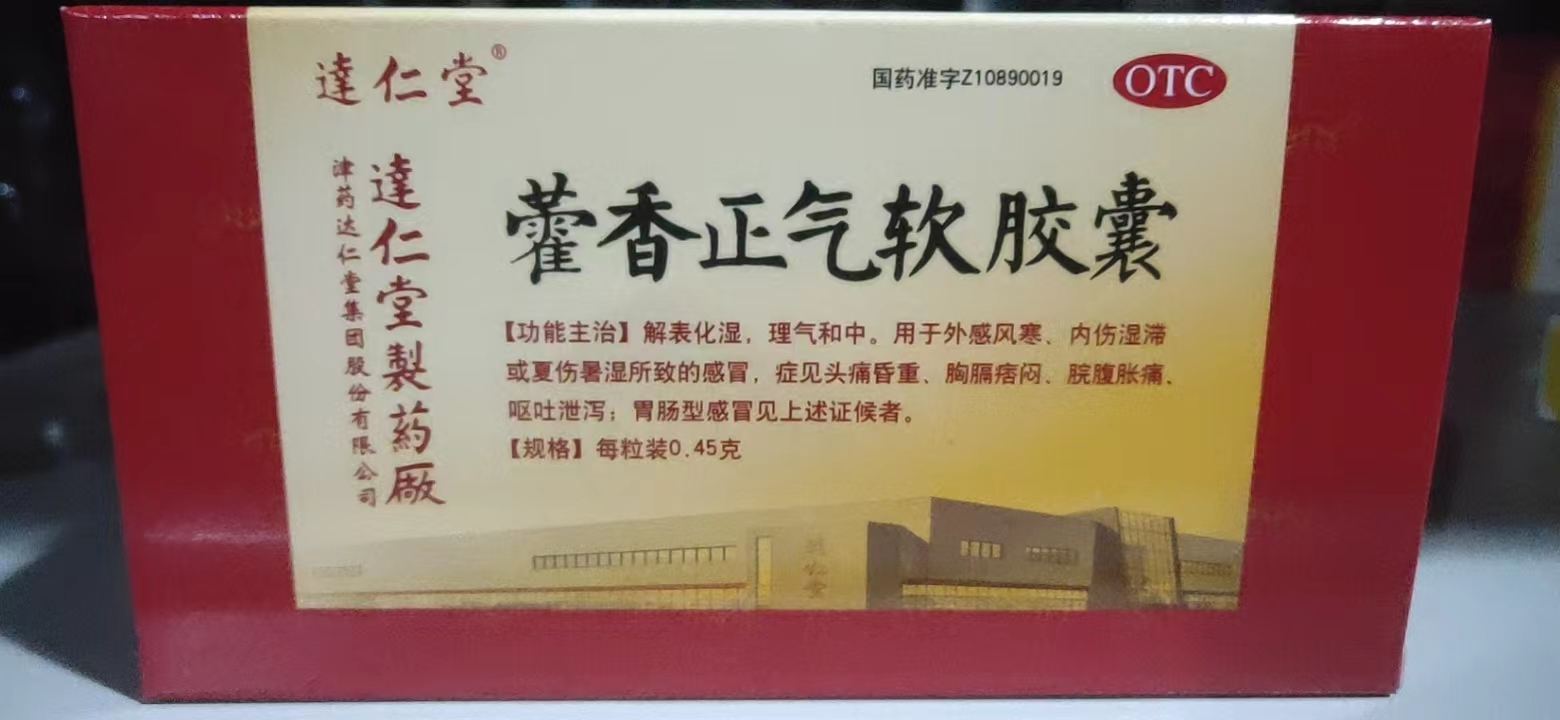 達仁堂®
国药准字Z10890019
OTC
達仁堂製药厰
津药达仁堂集团股份有限公司
藿香正气软胶囊
【功能主治】解表化湿，理气和中。用于外感风寒、内伤湿滞
或夏伤暑湿所致的感冒，症见头痛昏重、胸膈痞闷、脘腹胀痛、
呕吐泄泻；胃肠型感冒见上述证候者。
【规格】每粒装0.45克
達仁堂